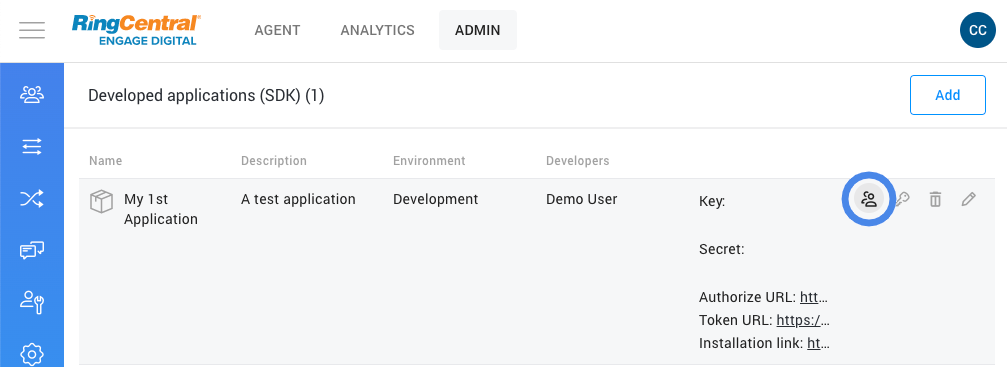 RingCentral
ENGAGE DIGITAL
AGENT
ANALYTICS
ADMIN
CC
Developed applications (SDK) (1)
Add
Name
Description
Environment
Developers
My 1st
Application
A test application
Development
Demo User
Key:
Secret:
Authorize URL: htt...
Token URL: https:/...
Installation link: ht...